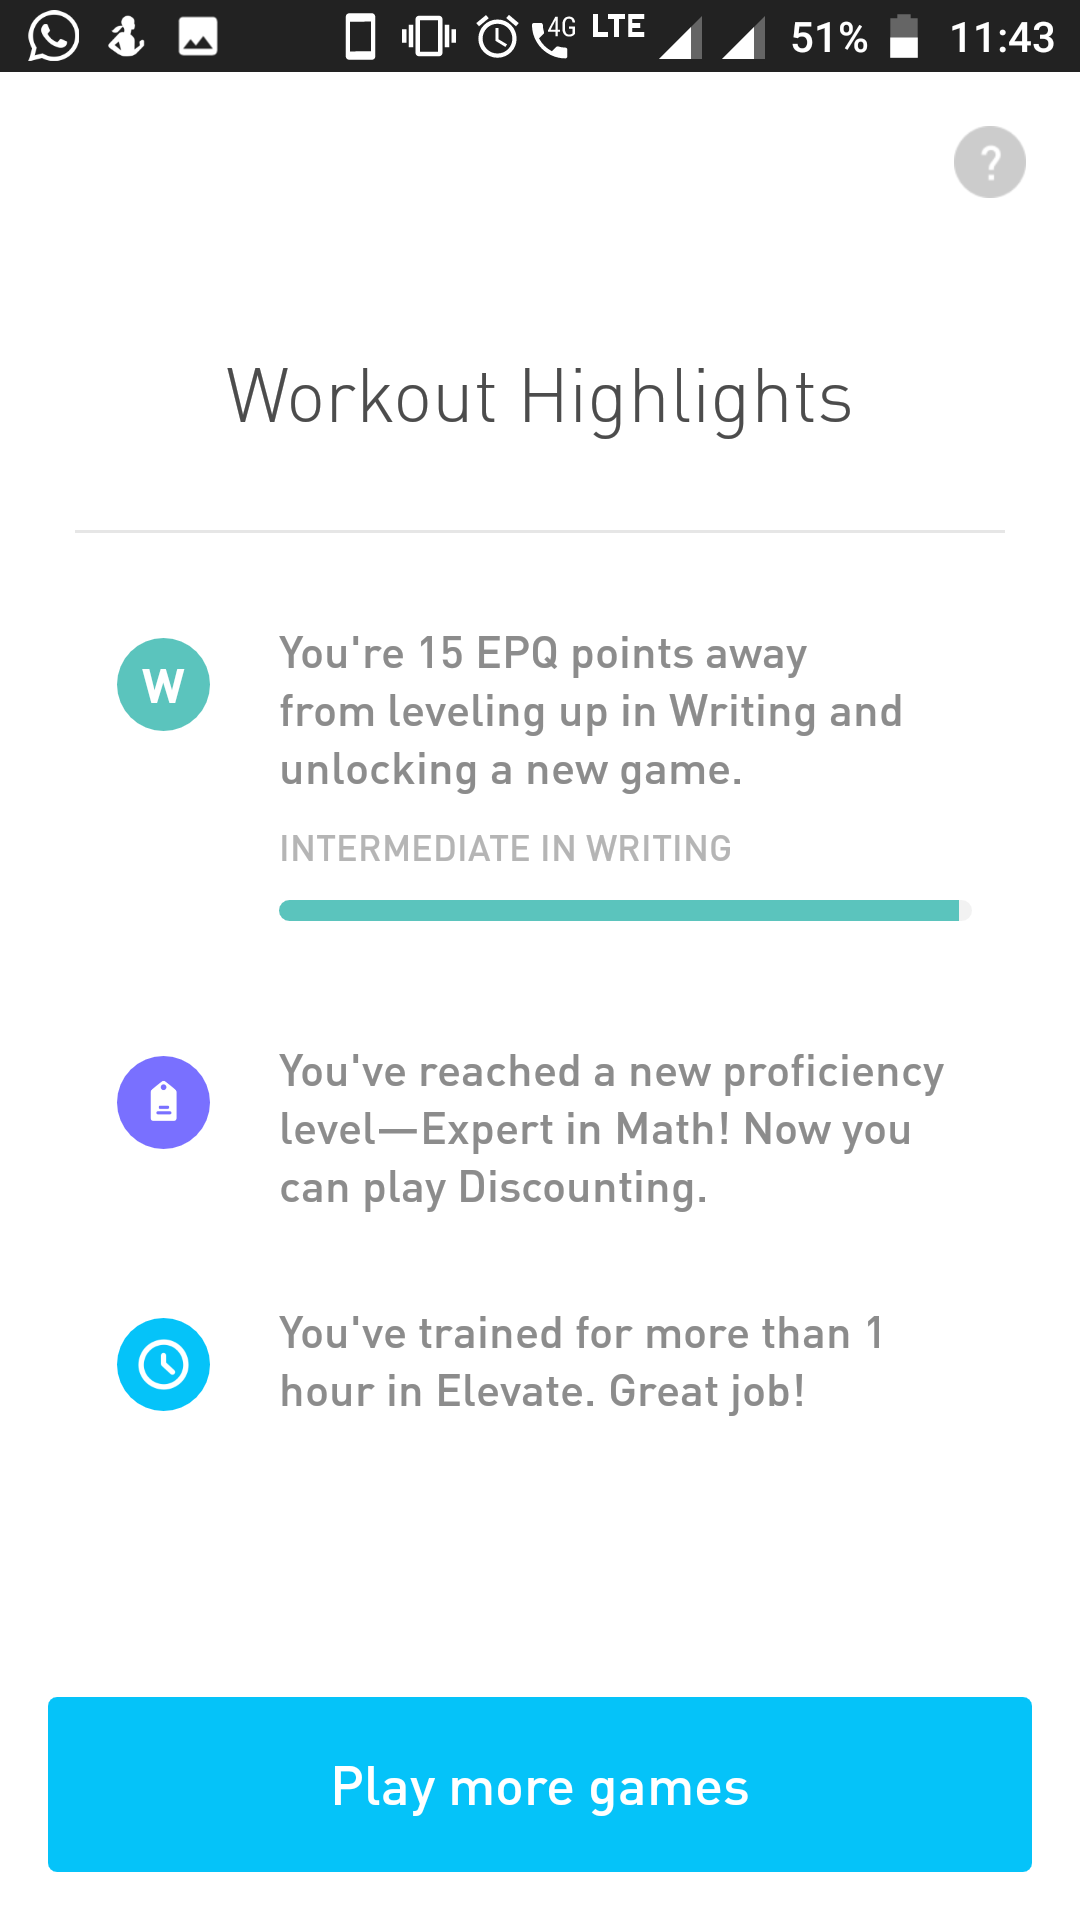 4G LTE 51% 11:43
?
Workout Highlights
W
You're 15 EPQ points away
from leveling up in Writing and
unlocking a new game.
INTERMEDIATE IN WRITING
You've reached a new proficiency
level—Expert in Math! Now you
can play Discounting.
You've trained for more than 1
hour in Elevate. Great job!
Play more games